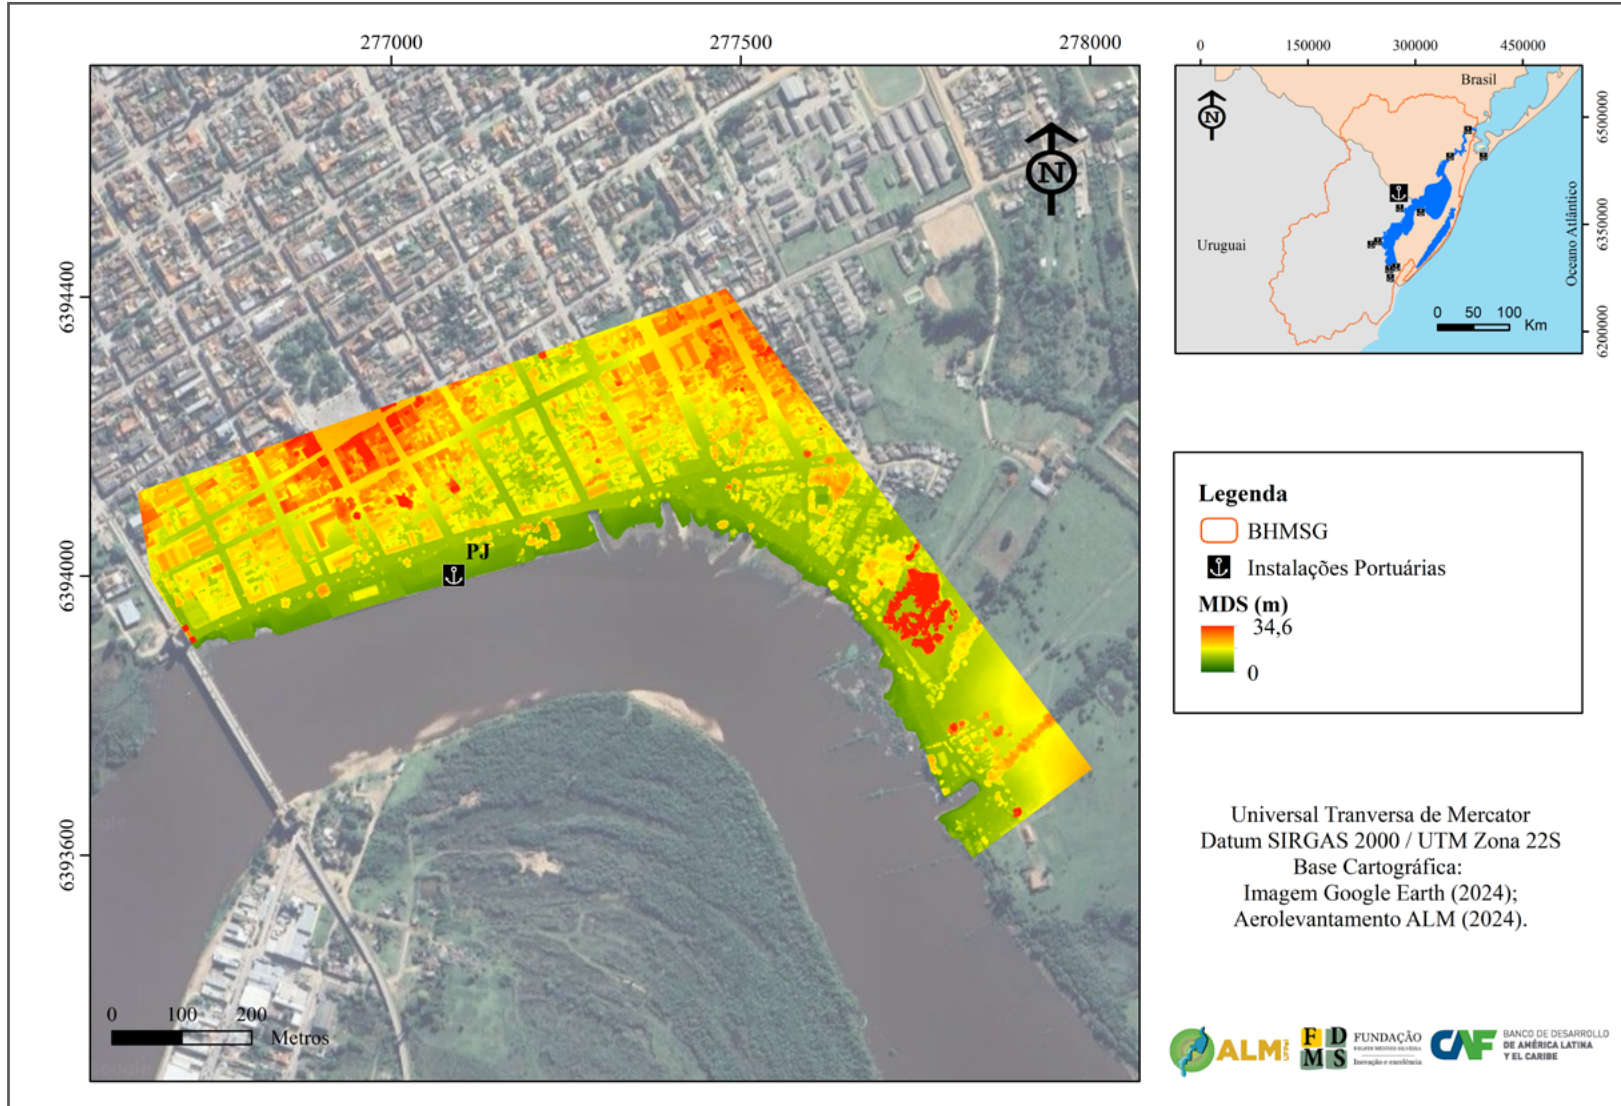 277000
277500
278000
6394400
6394000
6393600
N
PJ
0 100 200
Metros
0 150000 300000 450000
6500000
6350000
6200000
N
Brasil
Uruguai
Oceano Atlântico
0 50 100
Km
Legenda
BHMSG
Instalações Portuárias
MDS (m)
34,6
0
Universal Tranversa de Mercator
Datum SIRGAS 2000 / UTM Zona 22S
Base Cartográfica:
Imagem Google Earth (2024);
Aerolevantamento ALM (2024).
ALM
F D
M S
FUNDAÇÃO
Inovação e excelência
CAF
BANCO DE DESARROLLO
DE AMÉRICA LATINA
Y EL CARIBE